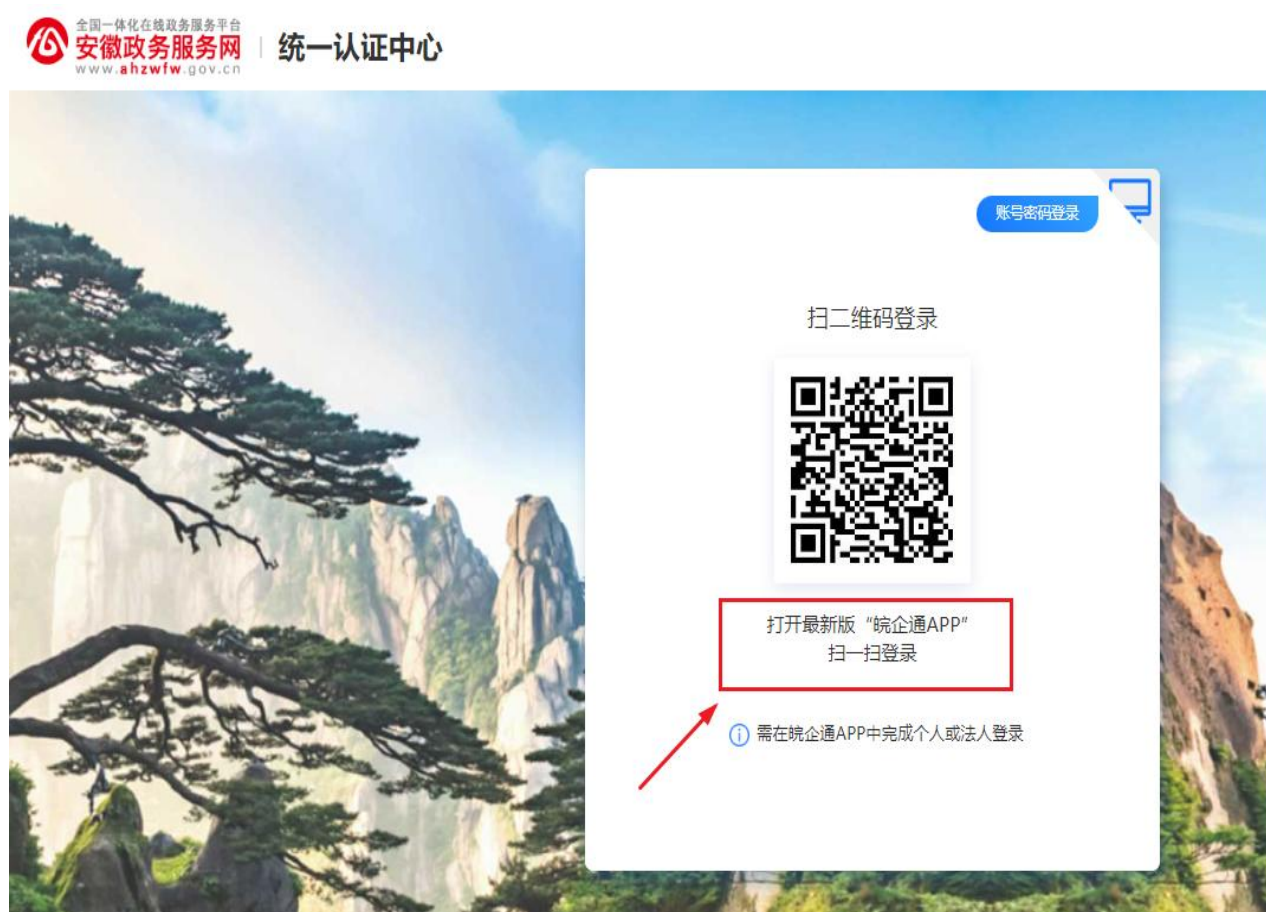 全国一体化在线政务服务平台
安徽政务服务网
www.ahzwfw.gov.cn
统一认证中心
账号密码登录
扫二维码登录
打开最新版“皖企通APP”
扫一扫登录
需在皖企通APP中完成个人或法人登录